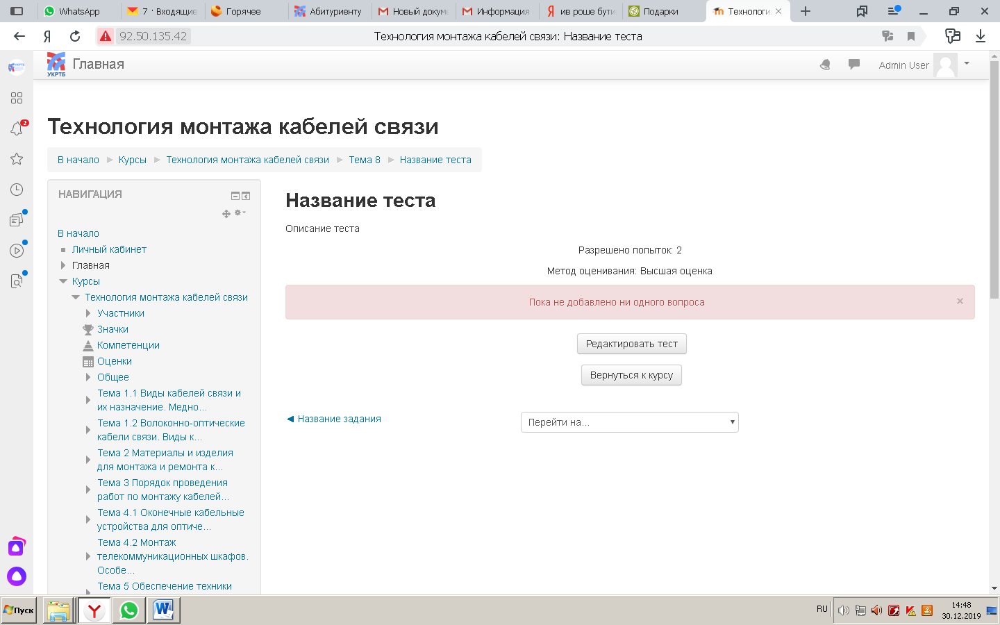 WhatsApp
7 · Входящие
Горячее
Абитуриенту
Новый докум
Информация
ив роше бути
Подарки
Технологи
92.50.135.42
Технология монтажа кабелей связи: Название теста
2
УКРТБ
Главная
Admin User
Технология монтажа кабелей связи
В начало ► Курсы ► Технология монтажа кабелей связи ► Тема 8 ► Название теста
НАВИГАЦИЯ
В начало
Личный кабинет
Главная
Курсы
Технология монтажа кабелей связи
Участники
Значки
Компетенции
Оценки
Общее
Тема 1.1 Виды кабелей связи и
их назначение. Медно...
Тема 1.2 Волоконно-оптические
кабели связи. Виды к...
Тема 2 Материалы и изделия
для монтажа и ремонта к...
Тема 3 Порядок проведения
работ по монтажу кабелей...
Тема 4.1 Оконечные кабельные
устройства для оптиче...
Тема 4.2 Монтаж
телекоммуникационных шкафов.
Особе...
Тема 5 Обеспечение техники
Название теста
Описание теста
Разрешено попыток: 2
Метод оценивания: Высшая оценка
Пока не добавлено ни одного вопроса
×
Редактировать тест
Вернуться к курсу
◄ Название задания
Перейти на...
Пуск
RU
14:48
30.12.2019